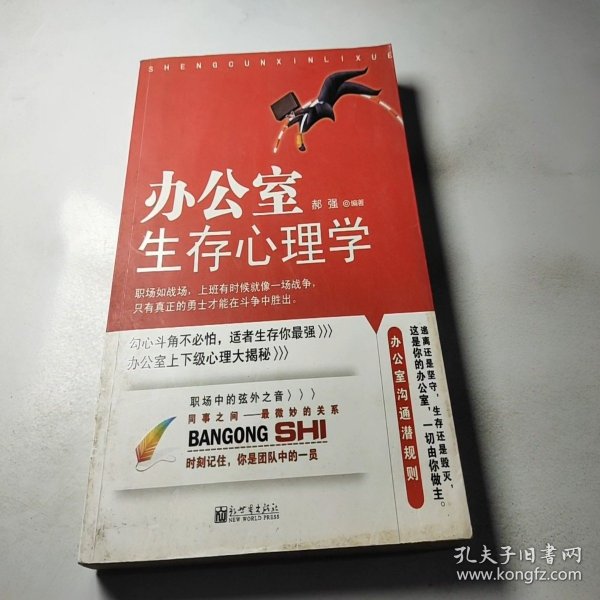 SHENGCUNXINLIXUE
办公室
郝强◎编著
生存心理学
职场如战场，上班有时候就像一场战争，
只有真正的勇士才能在斗争中胜出。
勾心斗角不必怕，适者生存你最强〉〉〉
办公室上下级心理大揭秘〉〉〉
职场中的弦外之音〉〉〉
同事之间——最微妙的关系
BANGONG SHI
时刻记住，你是团队中的一员
办公室沟通潜规则
逃离还是坚守，生存还是毁灭，
这是你的办公室，一切由你做主。
新世界出版社
NEW WORLD PRESS
孔夫子旧书网
www.kongfz.com